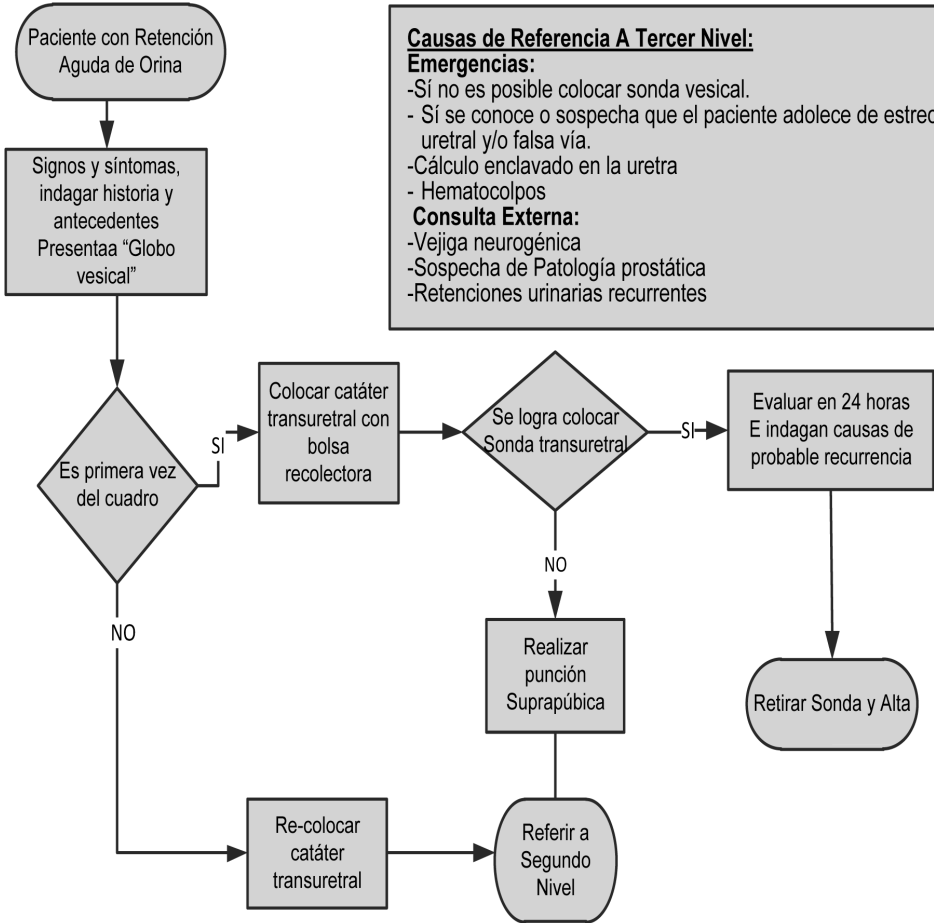 Paciente con Retención
Aguda de Orina
Causas de Referencia A Tercer Nivel:
Emergencias:
-Sí no es posible colocar sonda vesical.
- Sí se conoce o sospecha que el paciente adolece de
uretral y/o falsa vía.
-Cálculo enclavado en la uretra
- Hematocolpos
Consulta Externa:
-Vejiga neurogénica
-Sospecha de Patología prostática
-Retenciones urinarias recurrentes
Signos y síntomas,
indagar historia y
antecedentes
Presentaa “Globo
vesical”
Es primera vez
del cuadro
SI
Colocar catáter
transuretral con
bolsa
recolectora
Se logra colocar
Sonda transuretral
SI
Evaluar en 24 horas
E indagan causas de
probable recurrencia
NO
NO
Realizar
punción
Suprapúbica
Retirar Sonda y Alta
Re-colocar
catáter
transuretral
Referir a
Segundo
Nivel